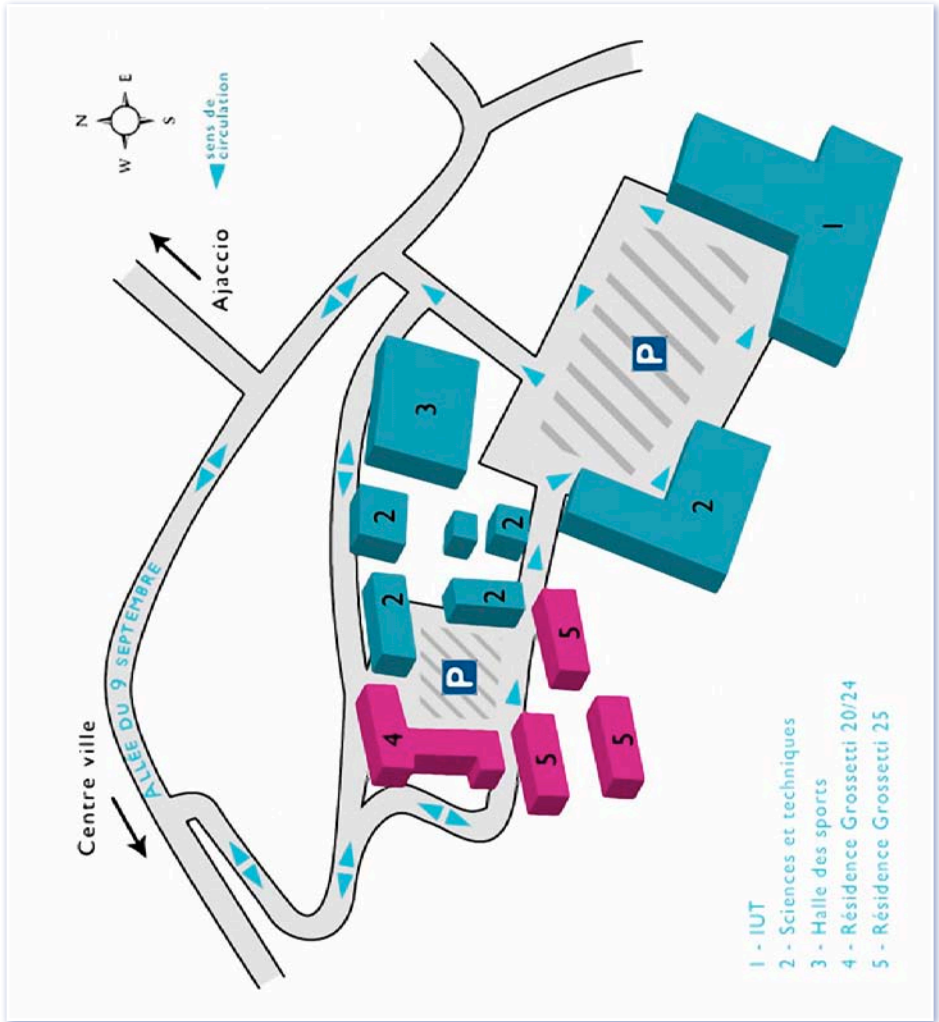 N
W
E
S
sens de
circulation
Ajaccio
Centre ville
ALLÉE DU 9 SEPTEMBRE
3
2
2
2
2
4
P
P
1
2
5
5
5
1 - IUT
2 - Sciences et techniques
3 - Halle des sports
4 - Résidence Grossetti 20/24
5 - Résidence Grossetti 25